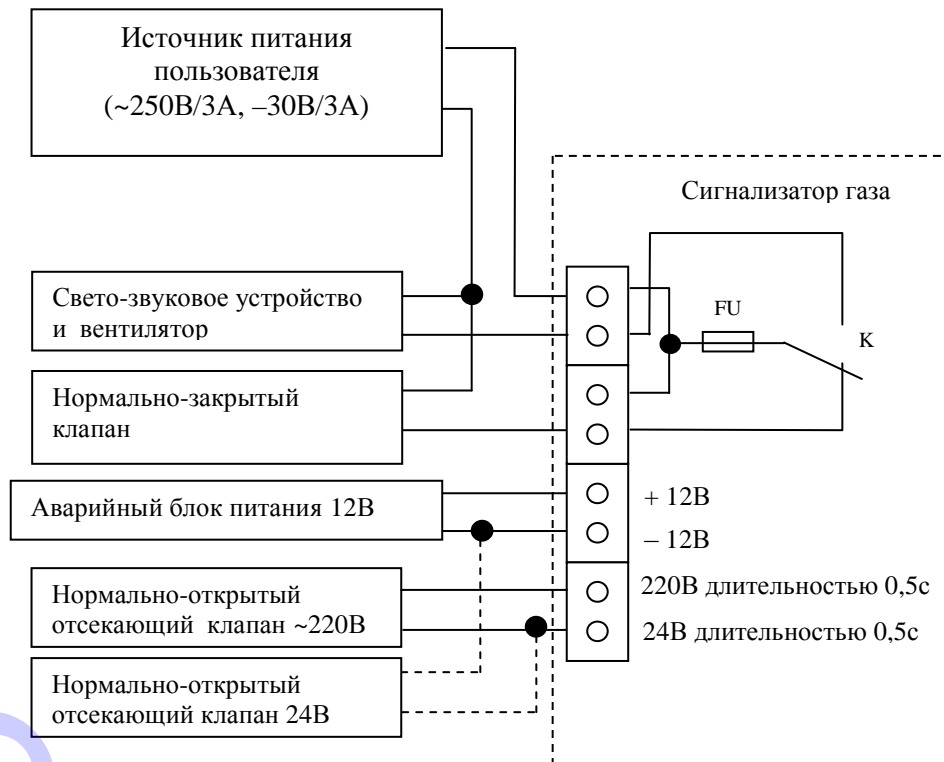 Источник питания
пользователя
(~250В/3А, –30В/3А)
Сигнализатор газа
Свето-звуковое устройство
и вентилятор
FU
K
Нормально-закрытый
клапан
Аварийный блок питания 12В
+ 12В
– 12В
Нормально-открытый
отсекающий клапан ~220В
220В длительностью 0,5с
24В длительностью 0,5с
Нормально-открытый
отсекающий клапан 24В